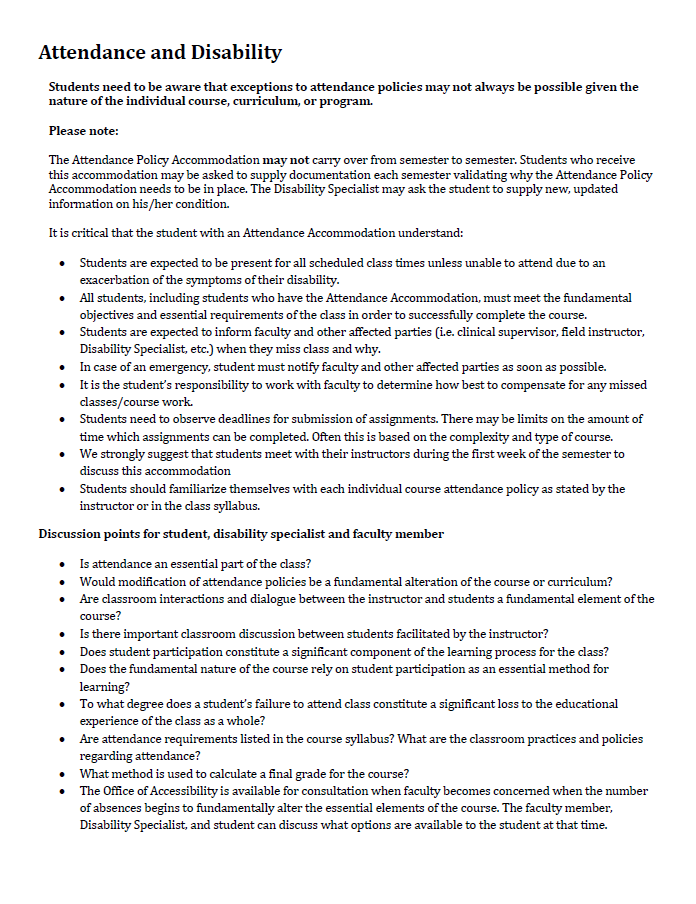 Attendance and Disability
Students need to be aware that exceptions to attendance policies may not always be possible given the
nature of the individual course, curriculum, or program.
Please note:
The Attendance Policy Accommodation may not carry over from semester to semester. Students who receive
this accommodation may be asked to supply documentation each semester validating why the Attendance Policy
Accommodation needs to be in place. The Disability Specialist may ask the student to supply new, updated
information on his/her condition.
It is critical that the student with an Attendance Accommodation understand:
• Students are expected to be present for all scheduled class times unless unable to attend due to an
exacerbation of the symptoms of their disability.
• All students, including students who have the Attendance Accommodation, must meet the fundamental
objectives and essential requirements of the class in order to successfully complete the course.
• Students are expected to inform faculty and other affected parties (i.e. clinical supervisor, field instructor,
Disability Specialist, etc.) when they miss class and why.
• In case of an emergency, student must notify faculty and other affected parties as soon as possible.
• It is the student's responsibility to work with faculty to determine how best to compensate for any missed
classes/course work.
• Students need to observe deadlines for submission of assignments. There may be limits on the amount of
time which assignments can be completed. Often this is based on the complexity and type of course.
• We strongly suggest that students meet with their instructors during the first week of the semester to
discuss this accommodation
• Students should familiarize themselves with each individual course attendance policy as stated by the
instructor or in the class syllabus.
Discussion points for student, disability specialist and faculty member
• Is attendance an essential part of the class?
• Would modification of attendance policies be a fundamental alteration of the course or curriculum?
• Are classroom interactions and dialogue between the instructor and students a fundamental element of the
course?
• Is there important classroom discussion between students facilitated by the instructor?
• Does student participation constitute a significant component of the learning process for the class?
• Does the fundamental nature of the course rely on student participation as an essential method for
learning?
• To what degree does a student's failure to attend class constitute a significant loss to the educational
experience of the class as a whole?
• Are attendance requirements listed in the course syllabus? What are the classroom practices and policies
regarding attendance?
• What method is used to calculate a final grade for the course?
• The Office of Accessibility is available for consultation when faculty becomes concerned when the number
of absences begins to fundamentally alter the essential elements of the course. The faculty member,
Disability Specialist, and student can discuss what options are available to the student at that time.